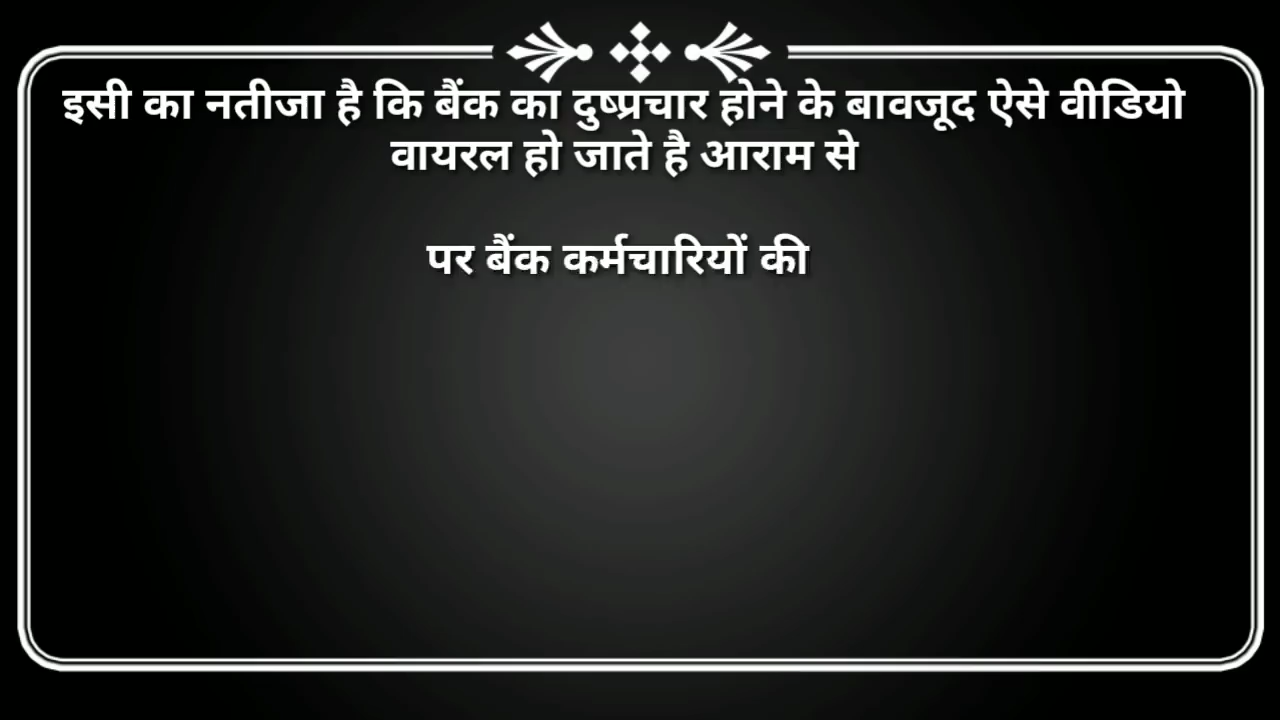 इसी का नतीजा है कि बैंक का दुष्प्रचार होने के बावजूद ऐसे वीडियो
वायरल हो जाते है आराम से
पर बैंक कर्मचारियों की